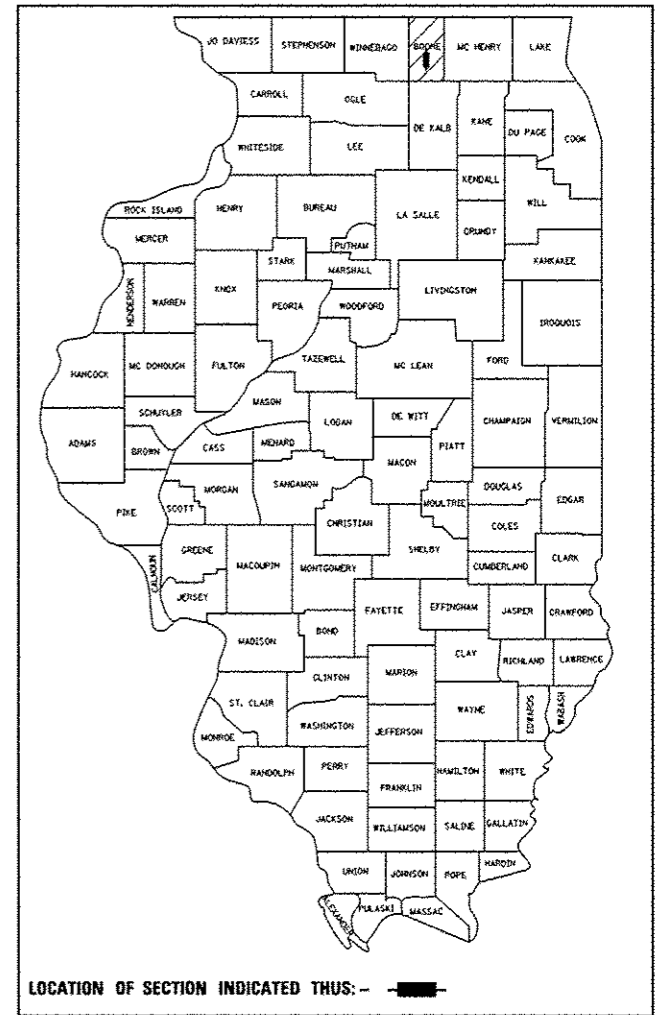 JO DAVIESS STEPHENSON WINNEBAGO BOONE MC HENRY LAKE
CARROLL OGLE DE KALB KANE DU PAGE COOK
WHITESIDE LEE KENDALL WILL
ROCK ISLAND HENRY BUREAU LA SALLE GRUNDY
MERCER STARK PUTNAM MARSHALL KANKAKEE
HENDERSON WARREN KNOX PEORIA WOODFORD LIVINGSTON IROQUOIS
HANCOCK MC DONOUGH FULTON TAZEWELL MC LEAN FORD
SCHUYLER MASON LOGAN DE WITT CHAMPAIGN VERMILION
ADAMS BROWN CASS MENARD MACON PIATT
PIKE SCOTT MORGAN SANGAMON CHRISTIAN MOULTRIE DOUGLAS EDGAR
COLES
CALHOUN GREENE MACOUPIN MONTGOMERY SHELBY CUMBERLAND CLARK
JERSEY FAYETTE EFFINGHAM JASPER CRAWFORD
MADISON BOND CLAY RICHLAND LAWRENCE
CLINTON MARION
ST. CLAIR WAYNE EDWARDS WABASH
MONROE WASHINGTON JEFFERSON
RANDOLPH PERRY HAMILTON WHITE
FRANKLIN
JACKSON WILLIAMSON SALINE GALLATIN
UNION JOHNSON POPE HARDIN
ALEXANDER PULASKI MASSAC
LOCATION OF SECTION INDICATED THUS: -